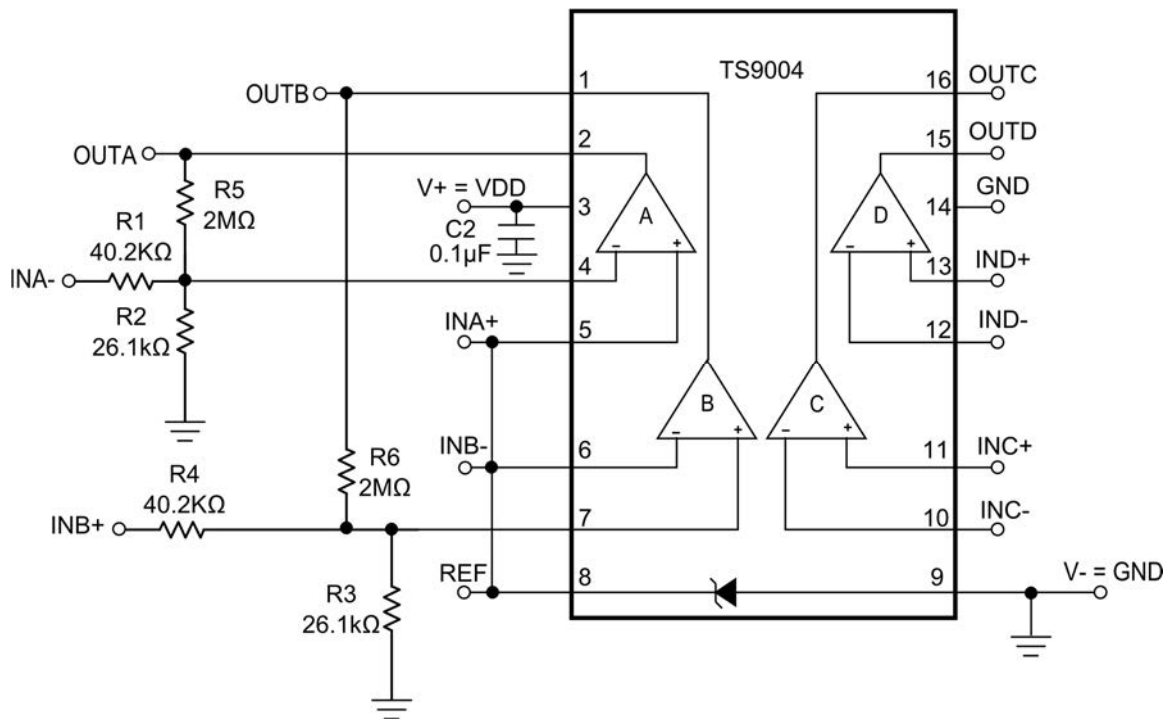 TS9004
OUTB
1
16
OUTC
OUTA
2
15
OUTD
R5
2MΩ
V+ = VDD
3
A
D
14
GND
R1
40.2KΩ
C2
0.1µF
INA-
4
-
+
-
+
13
IND+
R2
26.1kΩ
INA+
5
12
IND-
B
C
-
+
-
+
INB-
6
11
INC+
R6
2MΩ
R4
40.2KΩ
INB+
7
10
INC-
REF
8
9
V- = GND
R3
26.1kΩ